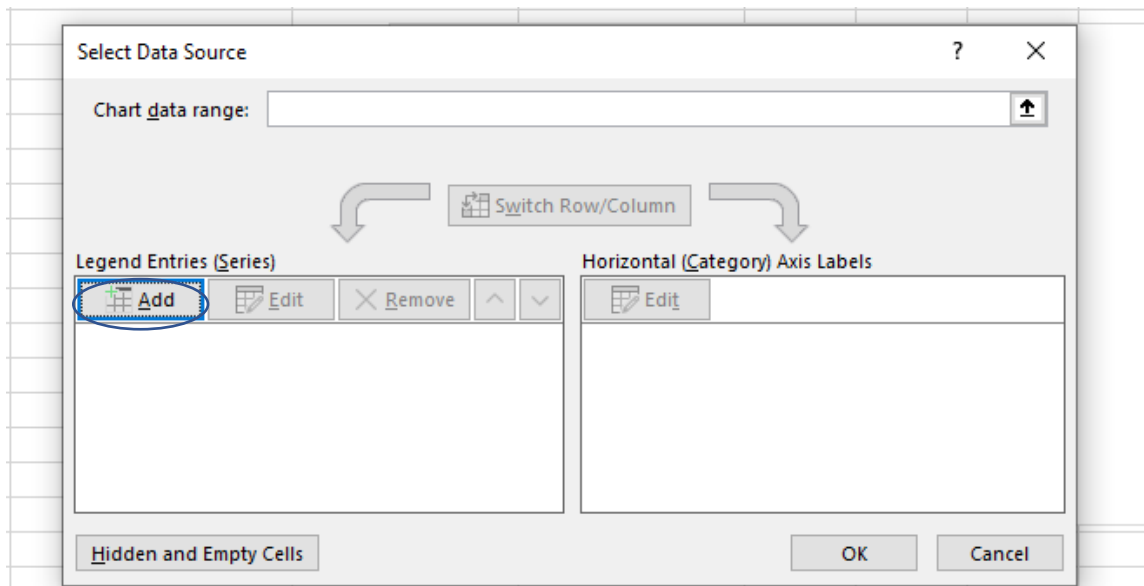 Select Data Source ?
Chart data range:
Switch Row/Column
Legend Entries (Series)
Add Edit Remove
Horizontal (Category) Axis Labels
Edit
Hidden and Empty Cells
OK Cancel